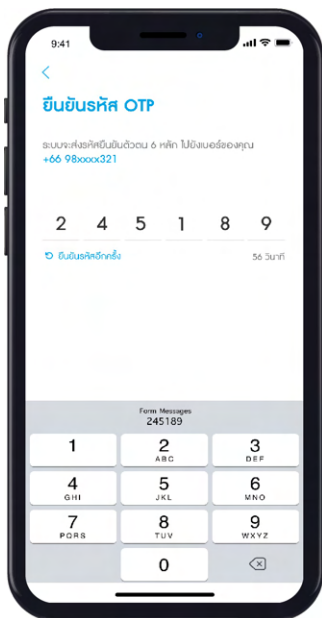 9:41
ยืนยันรหัส OTP
ระบบจะส่งรหัสยืนยันตัวตน 6 หลัก ไปยังเบอร์ของคุณ
+66 98xxxx321
2 4 5 1 8 9
ยืนยันรหัสอีกครั้ง 56 วินาที
Form Messages
245189
1 2 3
ABC DEF
4 5 6
GHI JKL MNO
7 8 9
PQRS TUV WXYZ
0